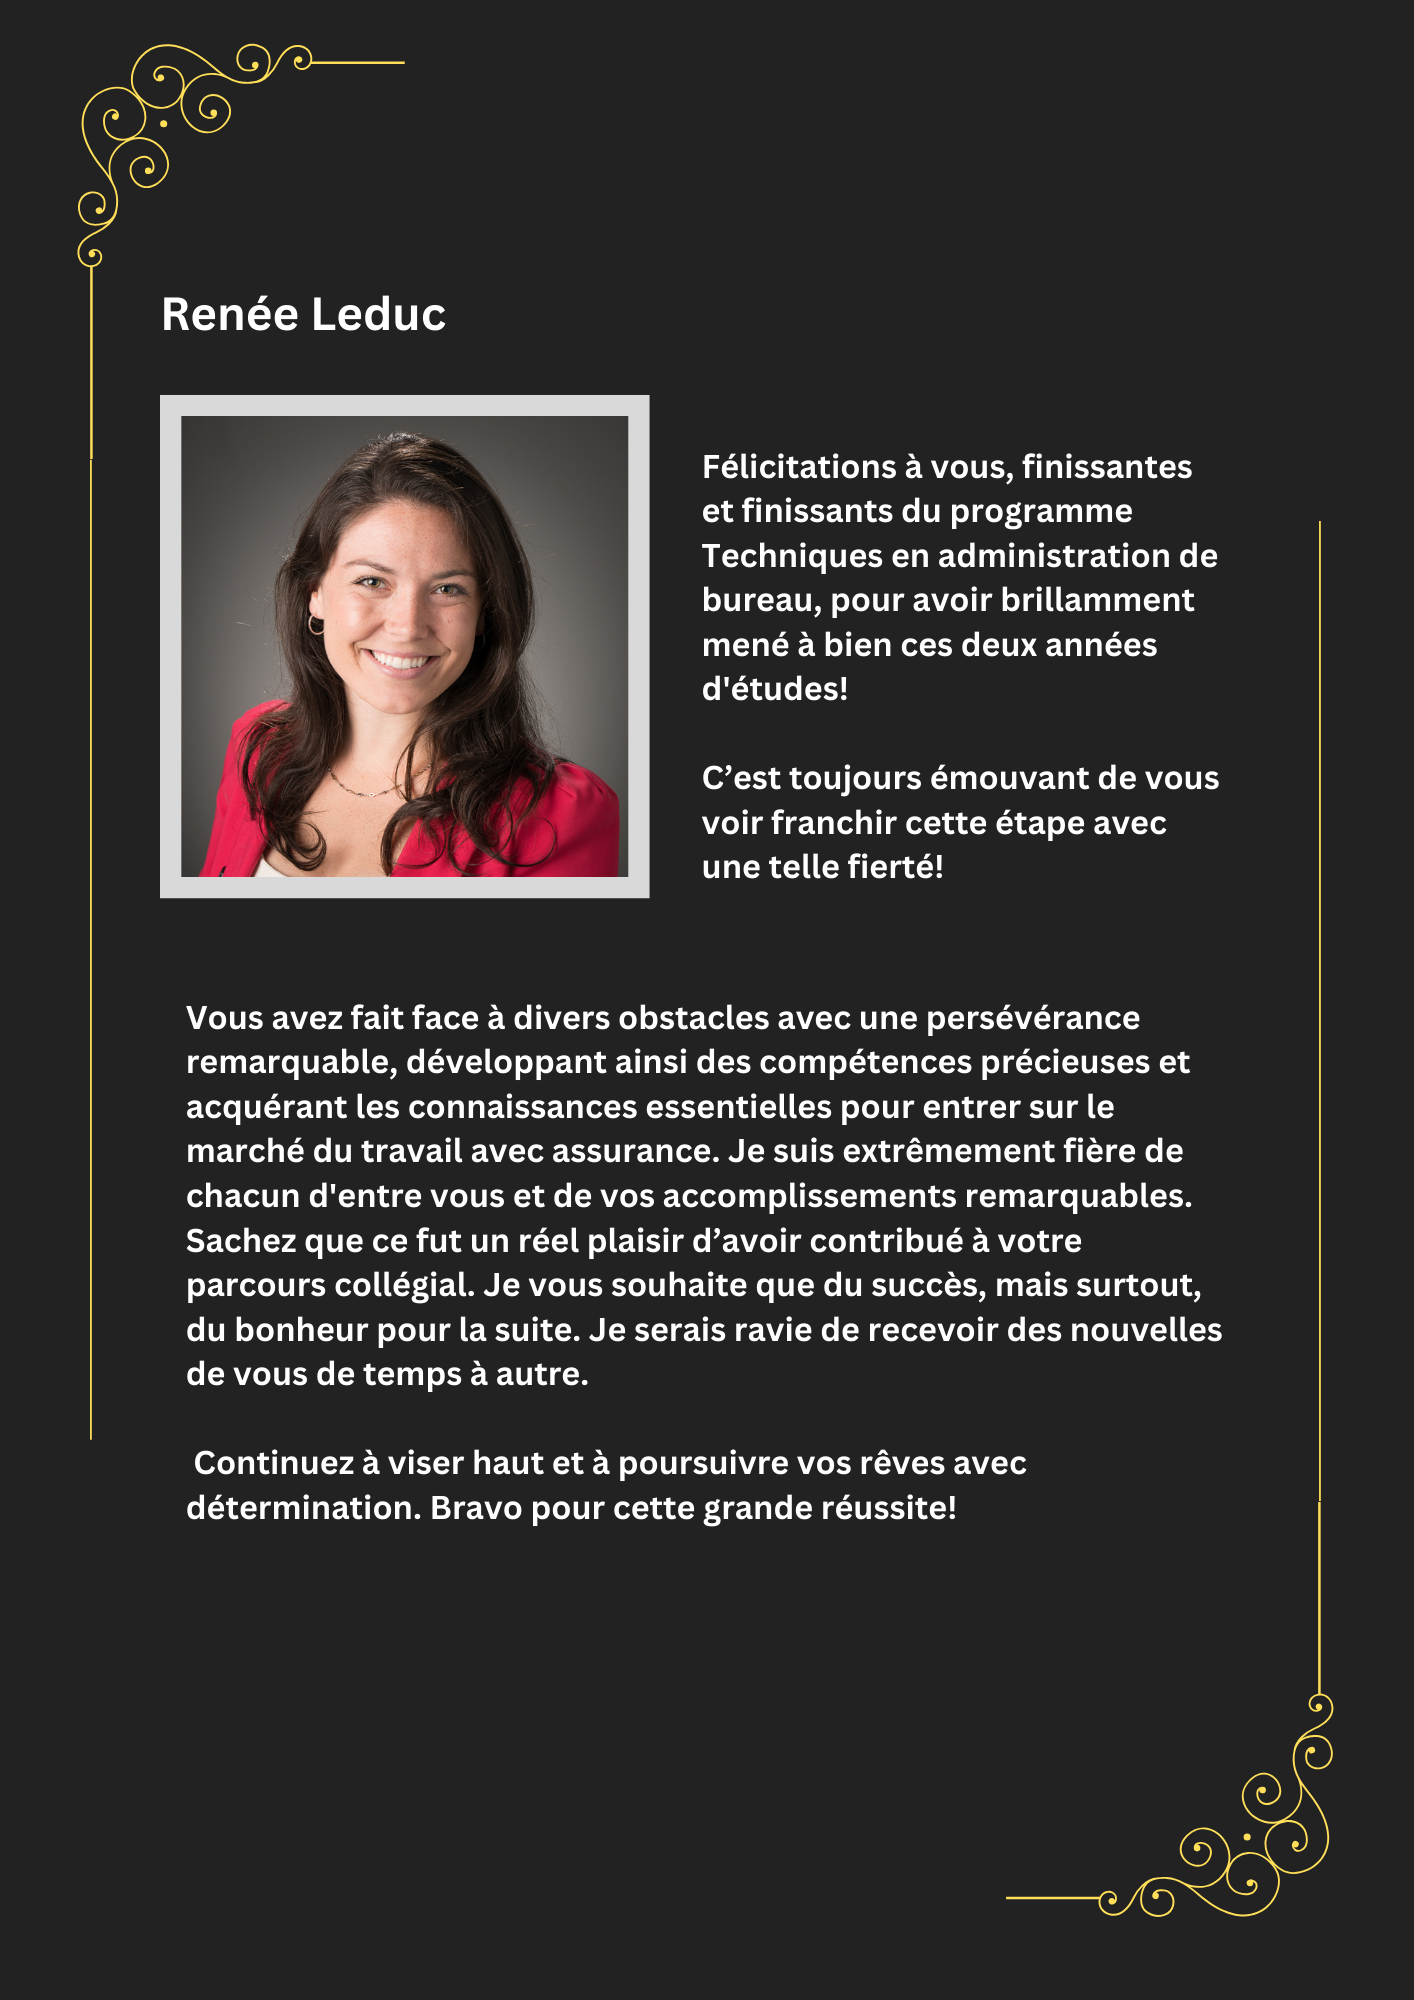 Renée Leduc
Félicitations à vous, finissantes
et finissants du programme
Techniques en administration de
bureau, pour avoir brillamment
mené à bien ces deux années
d'études!
C’est toujours émouvant de vous
voir franchir cette étape avec
une telle fierté!
Vous avez fait face à divers obstacles avec une persévérance
remarquable, développant ainsi des compétences précieuses et
acquérant les connaissances essentielles pour entrer sur le
marché du travail avec assurance. Je suis extrêmement fière de
chacun d'entre vous et de vos accomplissements remarquables.
Sachez que ce fut un réel plaisir d’avoir contribué à votre
parcours collégial. Je vous souhaite que du succès, mais surtout,
du bonheur pour la suite. Je serais ravie de recevoir des nouvelles
de vous de temps à autre.
Continuez à viser haut et à poursuivre vos rêves avec
détermination. Bravo pour cette grande réussite!